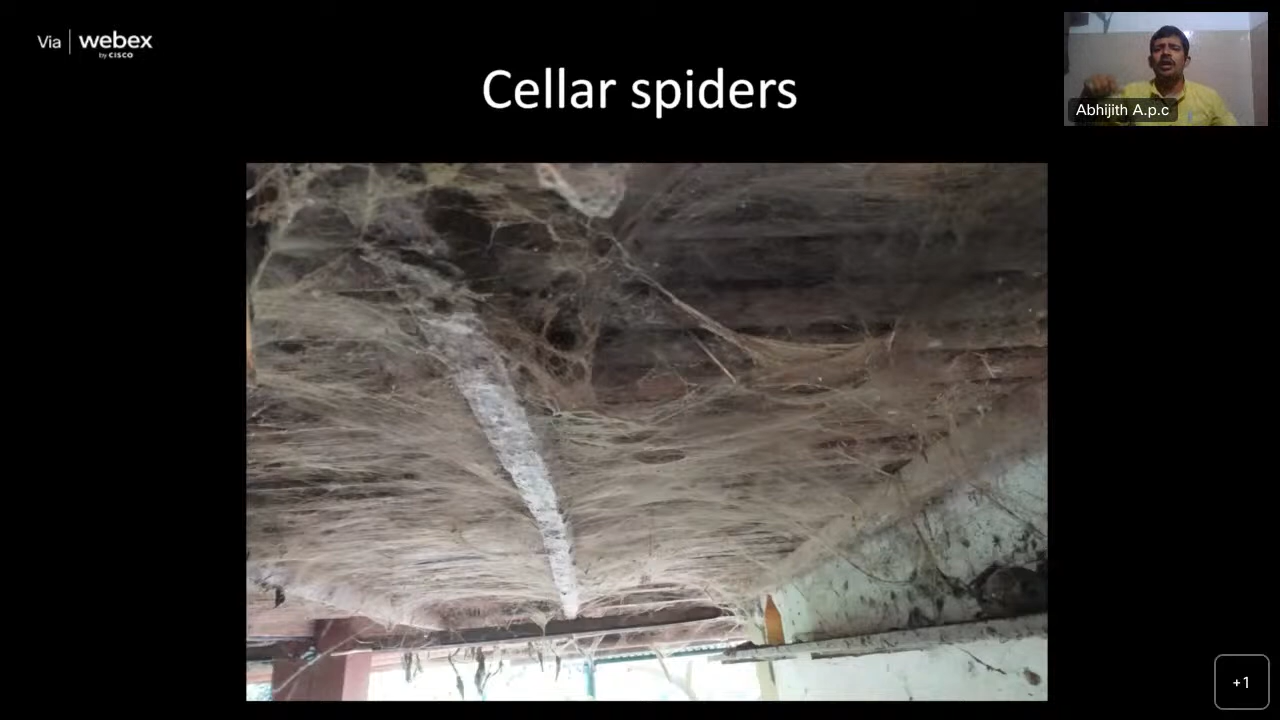 Via | webex
by CISCO
Cellar spiders
Abhijith A.p.c
+1